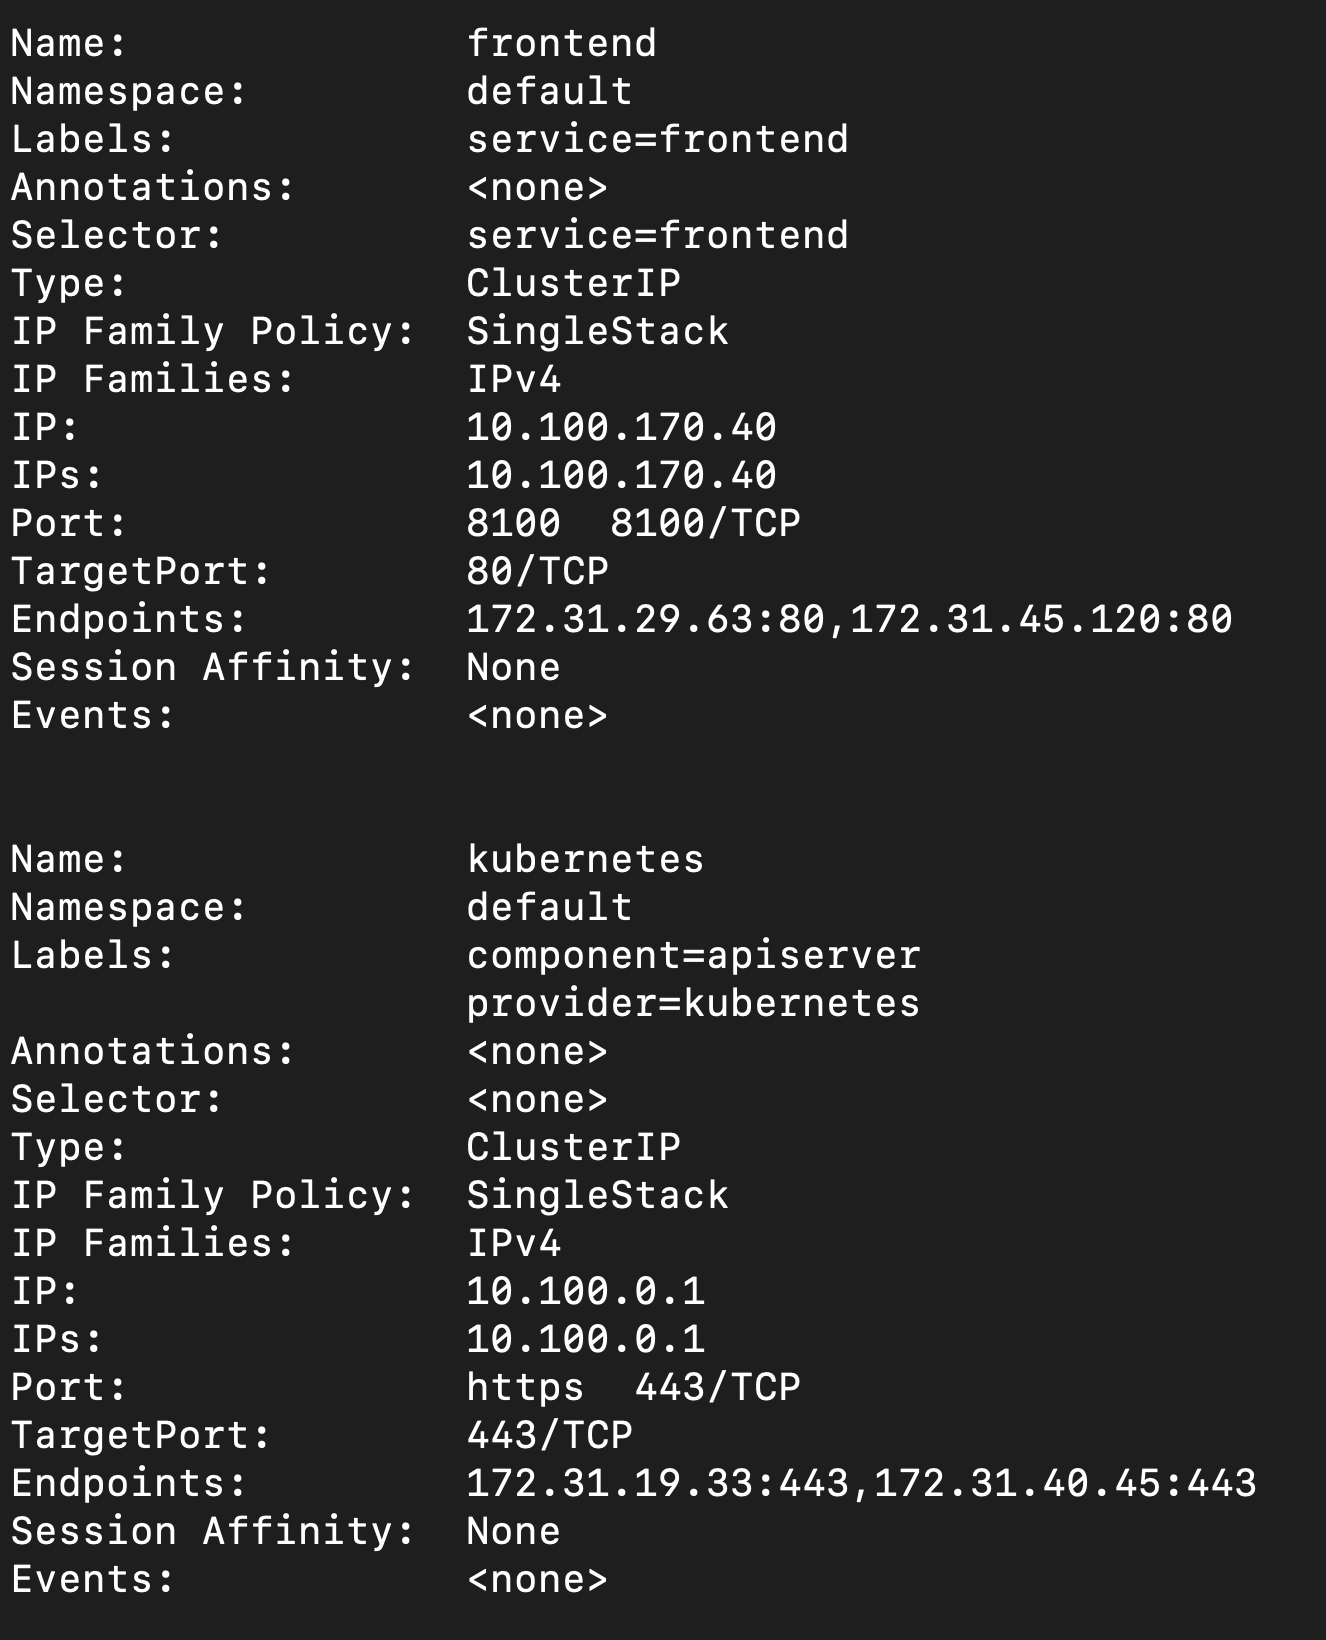 Name:              frontend
Namespace:         default
Labels:            service=frontend
Annotations:       <none>
Selector:          service=frontend
Type:              ClusterIP
IP Family Policy:  SingleStack
IP Families:       IPv4
IP:                10.100.170.40
IPs:               10.100.170.40
Port:              8100  8100/TCP
TargetPort:        80/TCP
Endpoints:         172.31.29.63:80,172.31.45.120:80
Session Affinity:  None
Events:            <none>


Name:              kubernetes
Namespace:         default
Labels:            component=apiserver
                   provider=kubernetes
Annotations:       <none>
Selector:          <none>
Type:              ClusterIP
IP Family Policy:  SingleStack
IP Families:       IPv4
IP:                10.100.0.1
IPs:               10.100.0.1
Port:              https  443/TCP
TargetPort:        443/TCP
Endpoints:         172.31.19.33:443,172.31.40.45:443
Session Affinity:  None
Events:            <none>